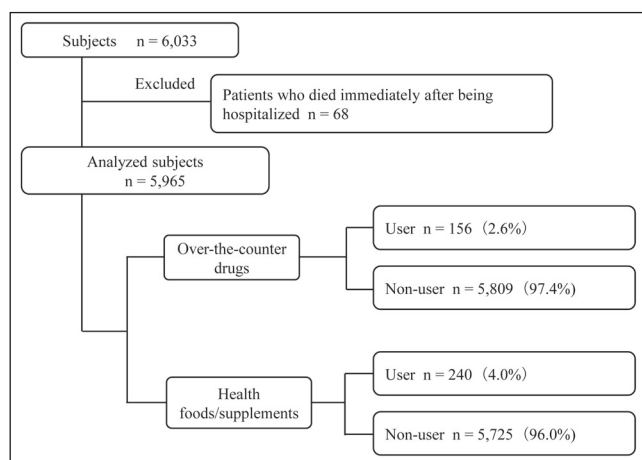 Subjects n = 6,033
Excluded
Patients who died immediately after being
hospitalized n = 68
Analyzed subjects
n = 5,965
Over-the-counter
drugs
User n = 156（2.6%）
Non-user n = 5,809（97.4%）
Health
foods/supplements
User n = 240（4.0%）
Non-user n = 5,725（96.0%）